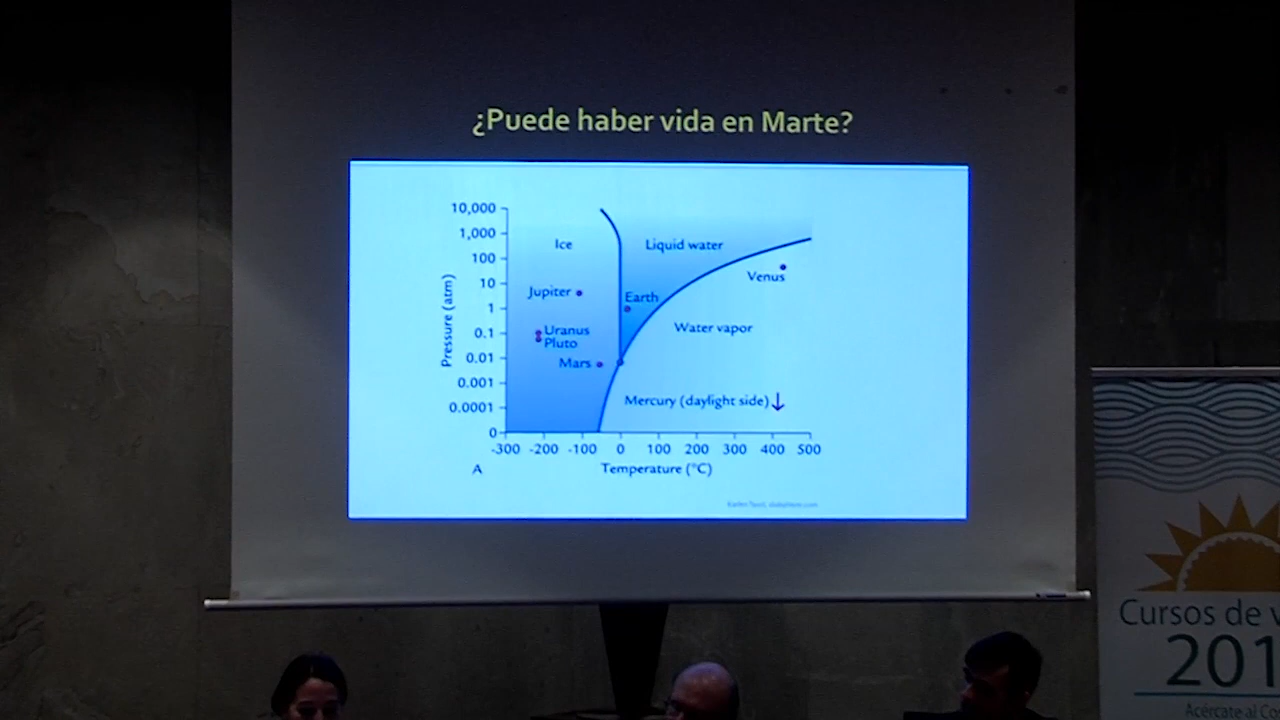 ¿Puede haber vida en Marte?
10,000
1,000
100
10
1
0.1
0.01
0.001
0.0001
0
Pressure (atm)
Ice
Liquid water
Jupiter
Earth
Venus
Uranus
Pluto
Water vapor
Mars
Mercury (daylight side)
-300 -200 -100 0 100 200 300 400 500
A
Temperature (°C)
Cursos de
201
Acércate al